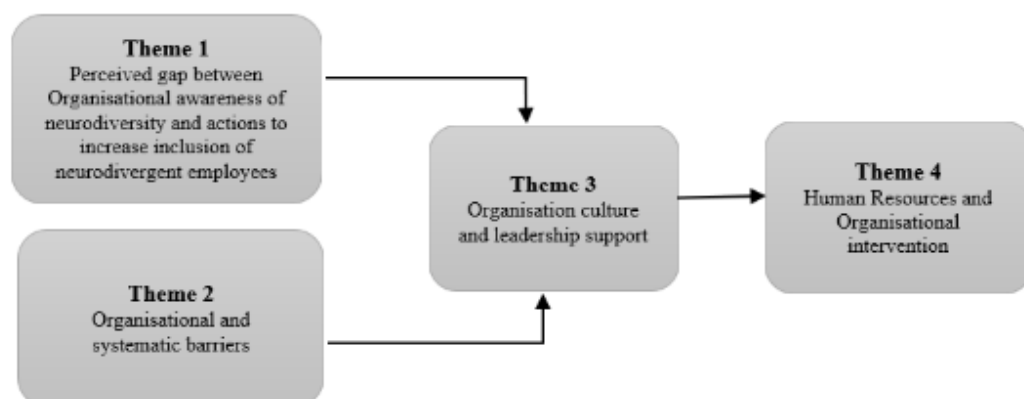 Theme 1
Perceived gap between
Organisational awareness of
neurodiversity and actions to
increase inclusion of
neurodivergent employees
Theme 2
Organisational and
systematic barriers
Theme 3
Organisation culture
and leadership support
Theme 4
Human Resources and
Organisational
intervention